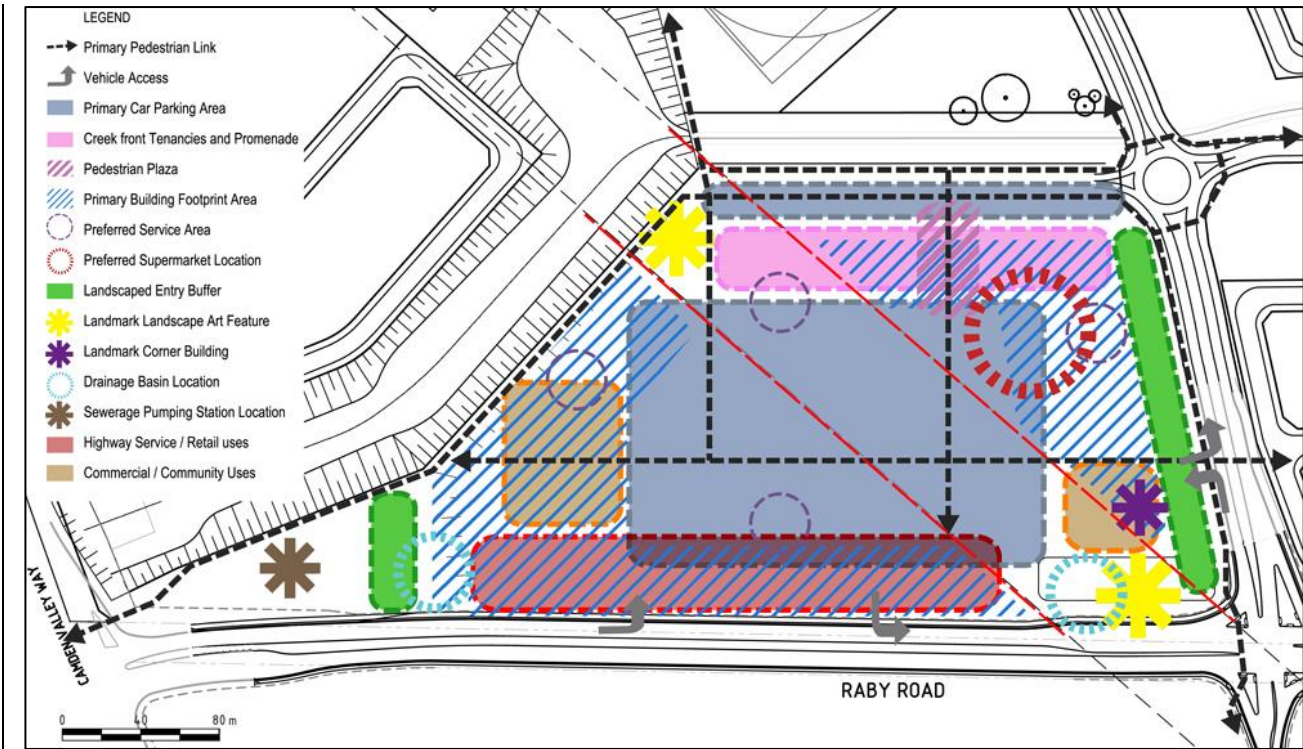 LEGEND
Primary Pedestrian Link
Vehicle Access
Primary Car Parking Area
Creek front Tenancies and Promenade
Pedestrian Plaza
Primary Building Footprint Area
Preferred Service Area
Preferred Supermarket Location
Landscaped Entry Buffer
Landmark Landscape Art Feature
Landmark Corner Building
Drainage Basin Location
Sewerage Pumping Station Location
Highway Service / Retail uses
Commercial / Community Uses
CAMDEN VALLEY WAY
RABY ROAD
0 40 80 m